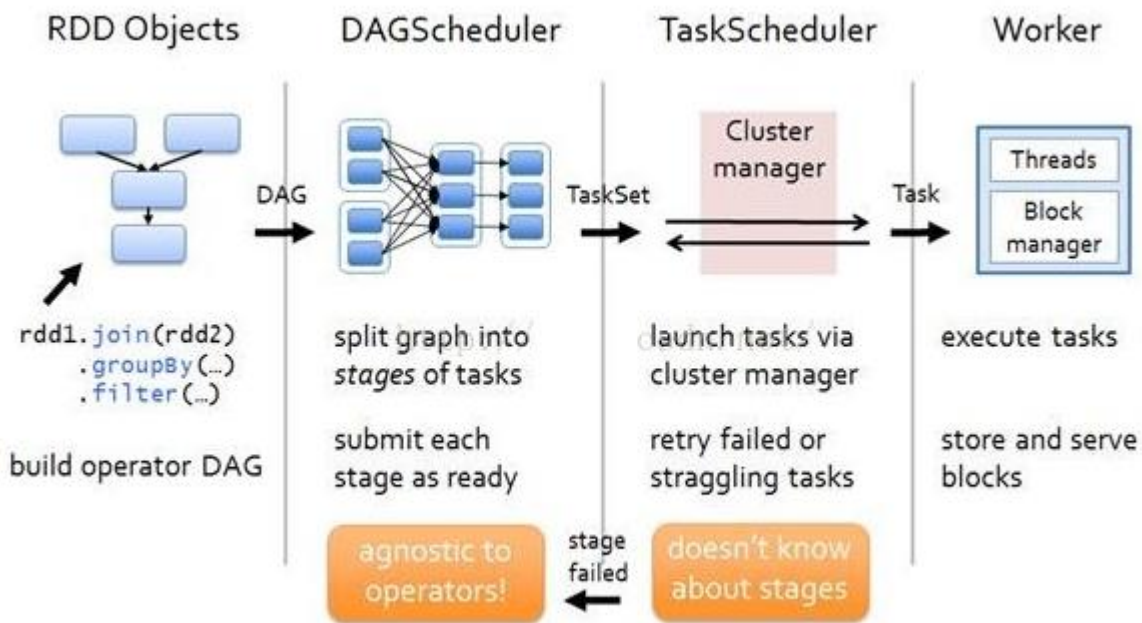 RDD Objects
DAGScheduler
TaskScheduler
Worker
DAG
TaskSet
Cluster
manager
Task
Threads
Block
manager
rdd1.join(rdd2)
.groupBy(…)
.filter(…)
build operator DAG
split graph into
stages of tasks
submit each
stage as ready
agnostic to
operators!
launch tasks via
cluster manager
retry failed or
straggling tasks
stage
failed
doesn't know
about stages
execute tasks
store and serve
blocks